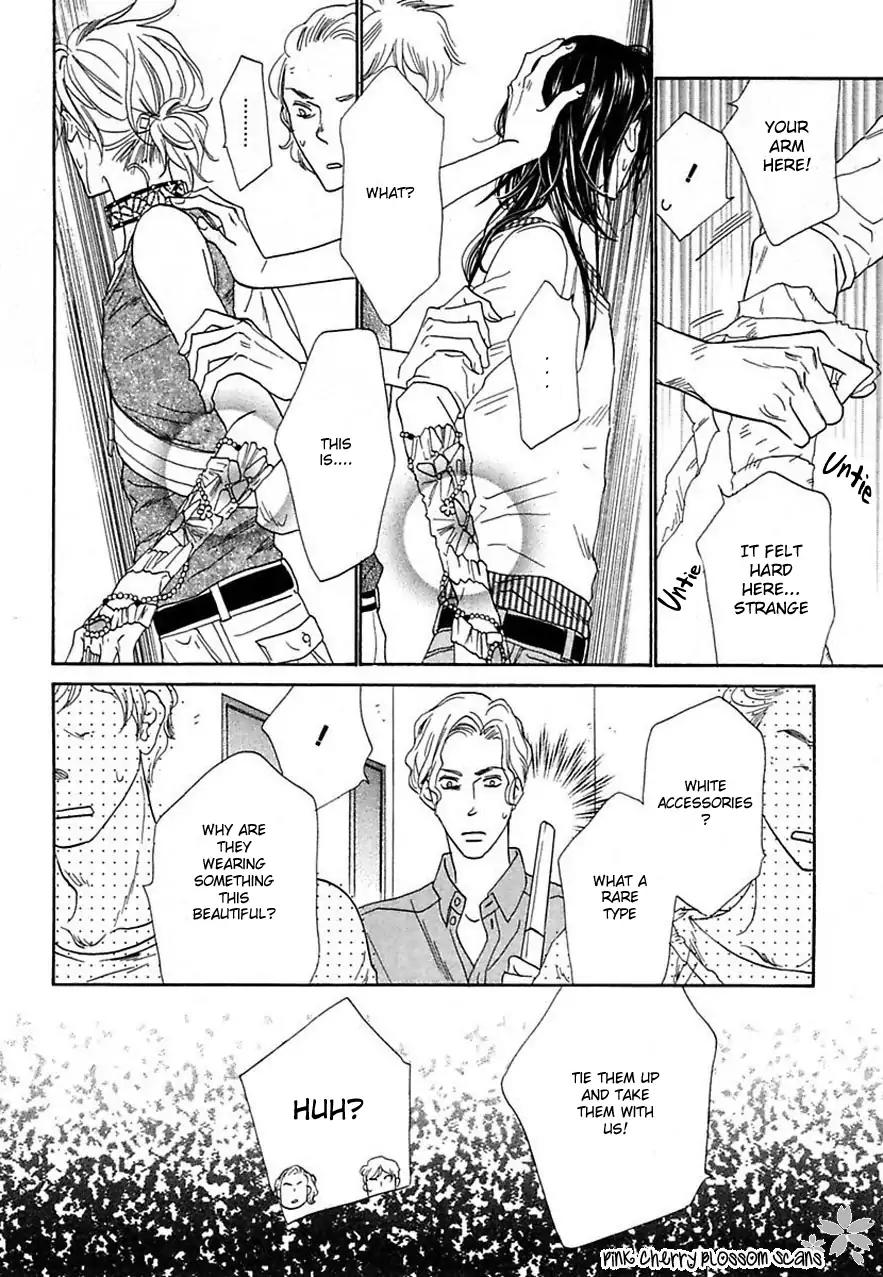 YOUR
ARM
HERE!
!
Untie
Untie
IT FELT
HARD
HERE...
STRANGE
WHAT?
...
THIS
IS....
.......
WHITE
ACCESSORIES
?
WHAT A
RARE
TYPE
!
WHY ARE
THEY
WEARING
SOMETHING
THIS
BEAUTIFUL?
TIE THEM UP
AND TAKE
THEM WITH
US!
HUH?
Pink Cherry Blossom Scans